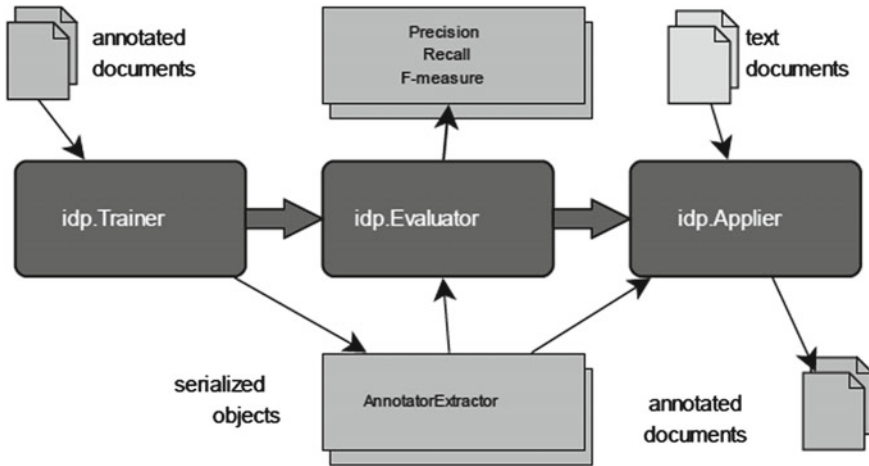 annotated
documents
Precision
Recall
F-measure
text
documents
idp.Trainer
idp.Evaluator
idp.Applier
serialized
objects
AnnotatorExtractor
annotated
documents